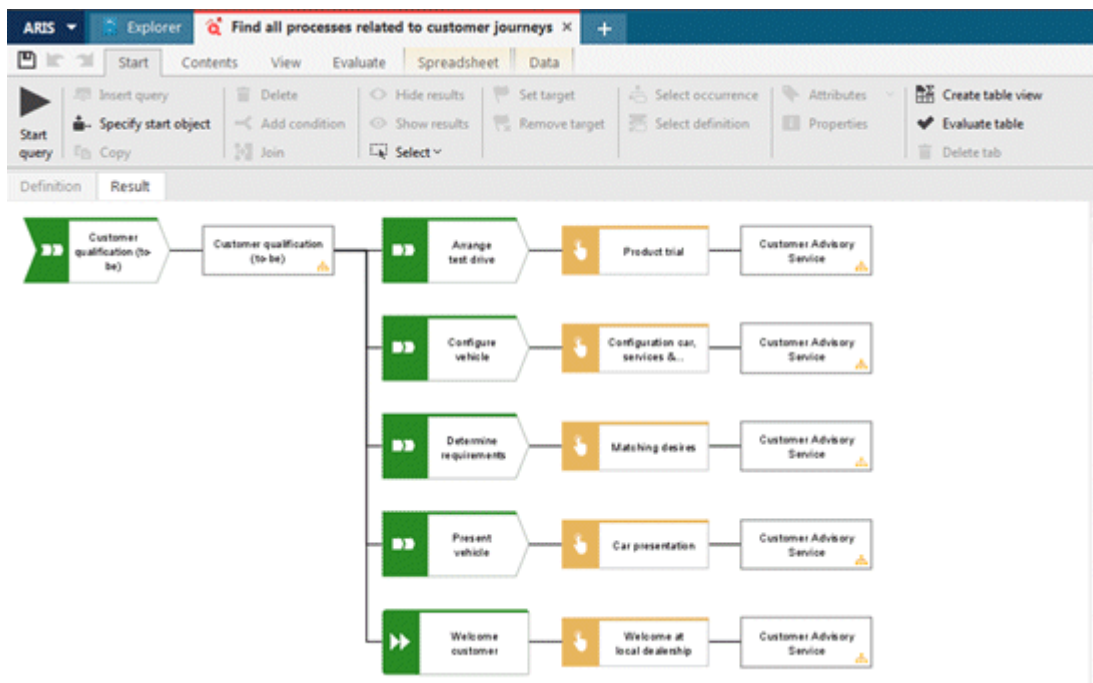 ARIS Explorer Find all processes related to customer journeys × +
Start Contents View Evaluate Spreadsheet Data
Insert query Delete Hide results Set target Select occurrence Attributes Create table view
Start Specify start object Add condition Show results Remove target Select definition Properties Evaluate table
query Copy Join Select Delete tab
Definition Result
Customer
qualification (to-
be)
Customer qualification
(to-be)
Arrange
test drive
Product trial
Customer Advisory
Service
Configure
vehicle
Configuration car,
services &...
Customer Advisory
Service
Determine
requirements
Matching desires
Customer Advisory
Service
Present
vehicle
Car presentation
Customer Advisory
Service
Welcome
customer
Welcome at
local dealership
Customer Advisory
Service